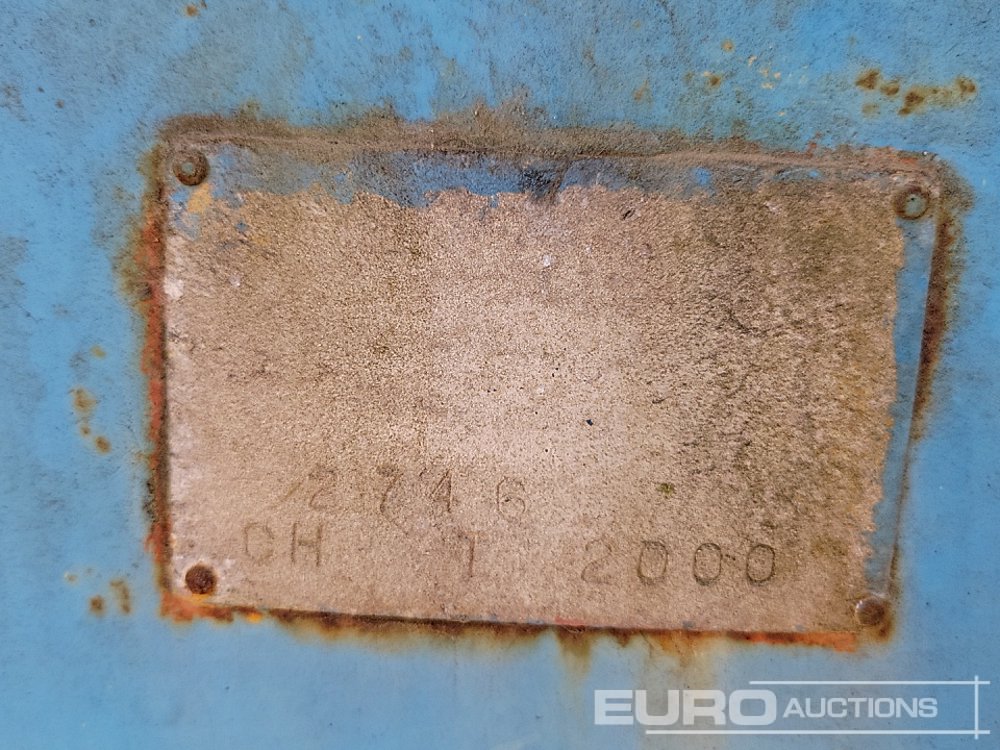 2746
CH 1 2000
EURO AUCTIONS